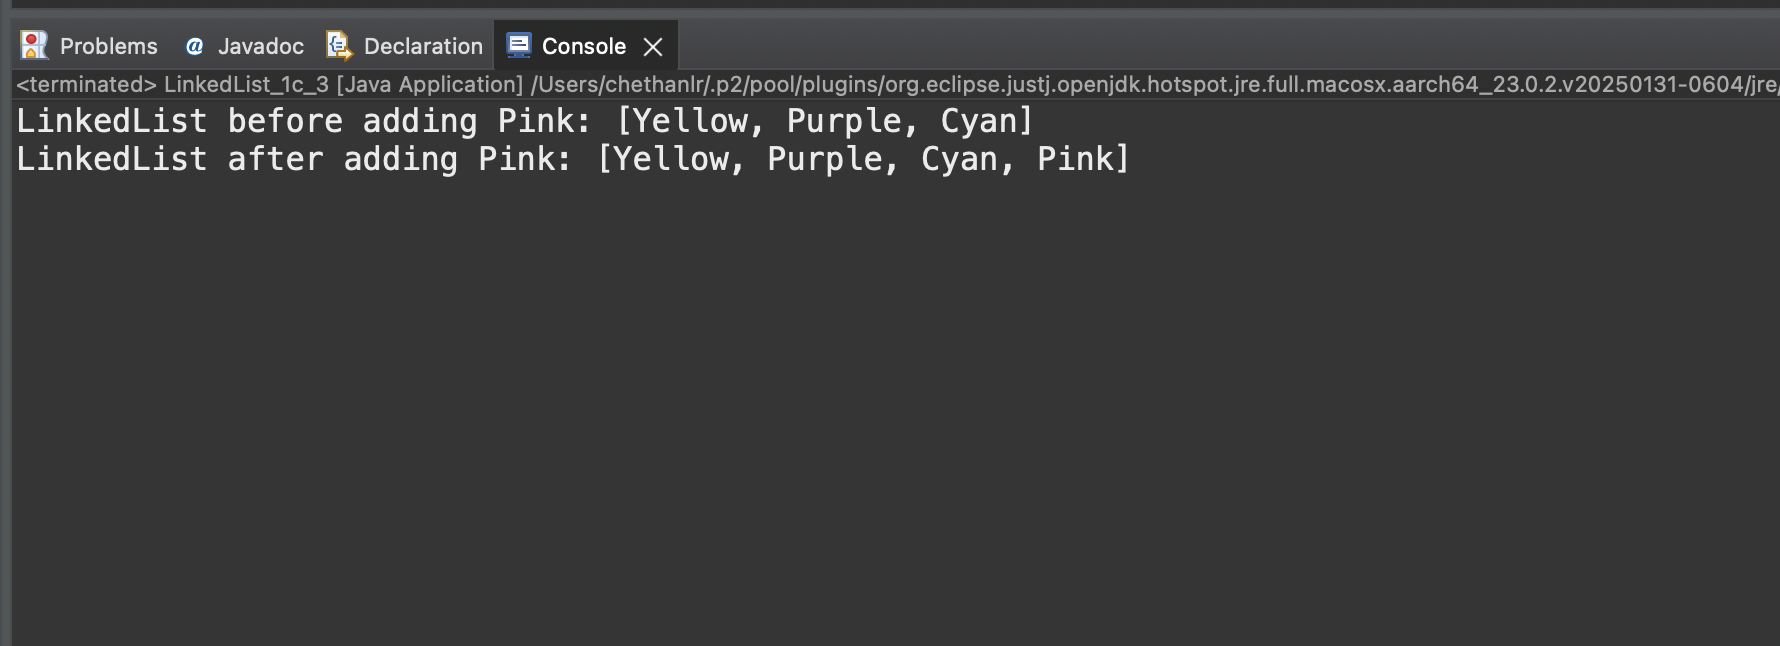 Problems @ Javadoc Declaration Console
<terminated> LinkedList_1c_3 [Java Application] /Users/chethanlr/.p2/pool/plugins/org.eclipse.justj.openjdk.hotspot.jre.full.macosx.aarch64_23.0.2.v20250131-0604/jre/
LinkedList before adding Pink: [Yellow, Purple, Cyan]
LinkedList after adding Pink: [Yellow, Purple, Cyan, Pink]